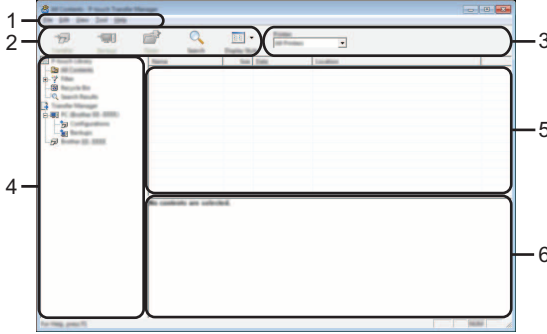 All Contents - P-touch Transfer Manager
File Edit View Tool Help
1
2
3
4
5
6
Transfer Backup Open Search Display Style
Printer
All Printers
P-touch Library
All Contents
Filter
Recycle Bin
Search Results
Transfer Manager
Configurations
Backups
Name Size Date Location
No contents are selected.
For Help, press F1